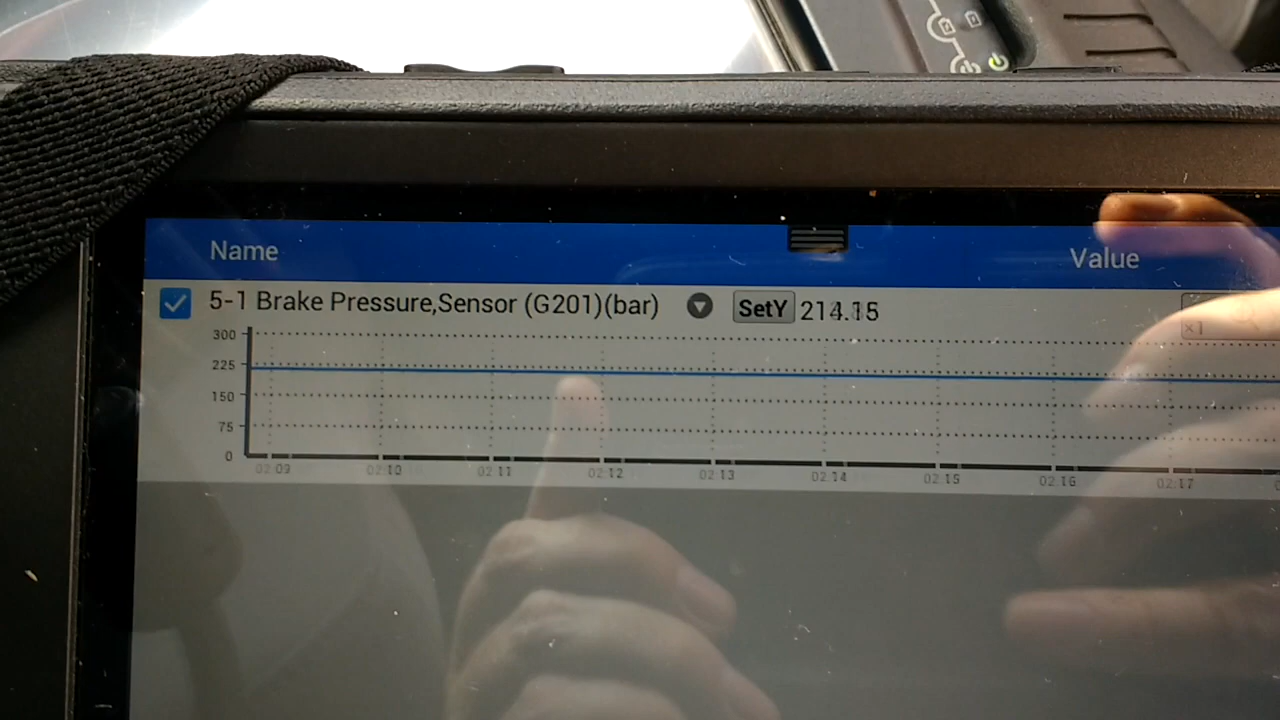 Name Value
5-1 Brake Pressure,Sensor (G201)(bar) SetY 214.15 x1
300
225
150
75
0
02:09 02:10 02:11 02:12 02:13 02:14 02:15 02:16 02:17